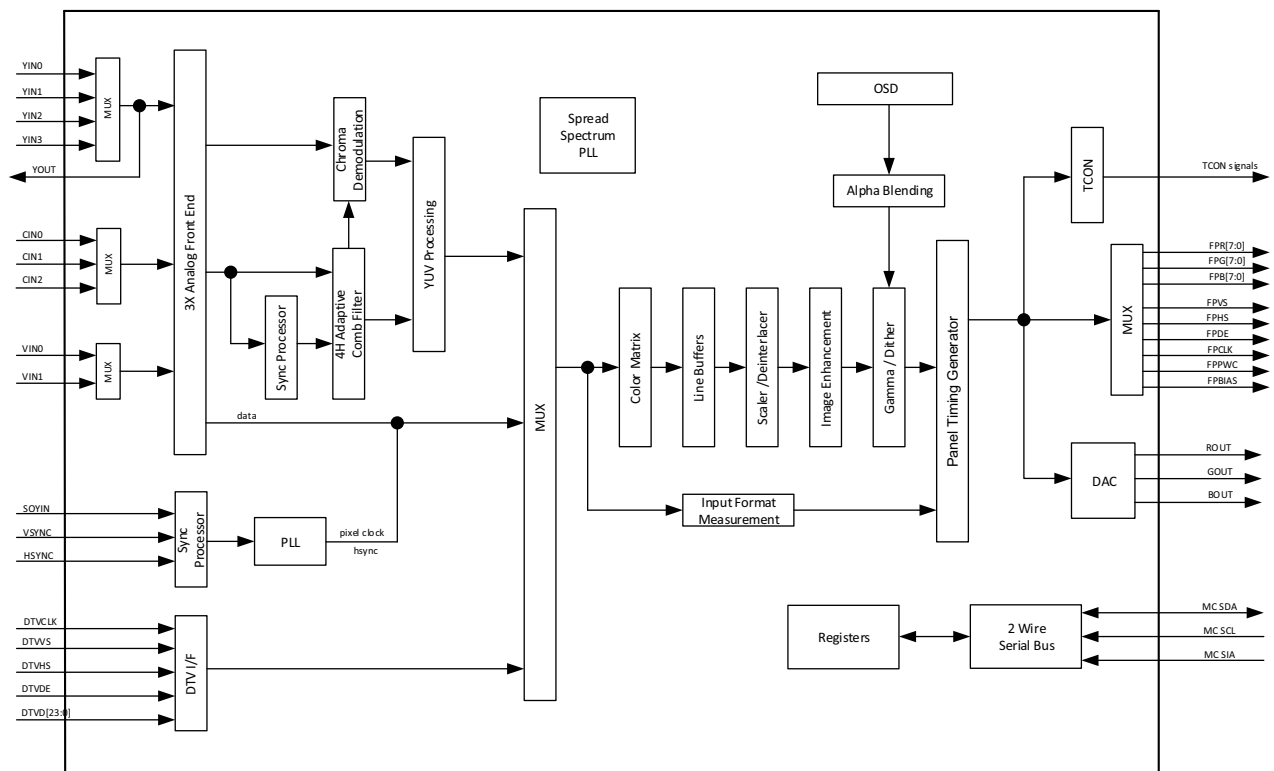 YIN0
YIN1
YIN2
YIN3
YOUT
MUX
CIN0
CIN1
CIN2
MUX
VIN0
VIN1
MUX
3X Analog Front End
Chroma
Demodulation
4H Adaptive
Comb Filter
Sync Processor
YUV Processing
data
SOYIN
VSYNC
HSYNC
Sync
Processor
PLL
pixel clock
hsync
DTVCLK
DTVVS
DTVHS
DTVDE
DTVD[23:0]
DTV I/F
MUX
Spread
Spectrum
PLL
OSD
Alpha Blending
Color Matrix
Line Buffers
Scaler /Deinterlacer
Image Enhancement
Gamma / Dither
Input Format
Measurement
Panel Timing Generator
TCON
TCON signals
MUX
FPR[7:0]
FPG[7:0]
FPB[7:0]
FPVS
FPHS
FPDE
FPCLK
FPPWC
FPBIAS
DAC
ROUT
GOUT
BOUT
Registers
2 Wire
Serial Bus
MC SDA
MC SCL
MC SIA